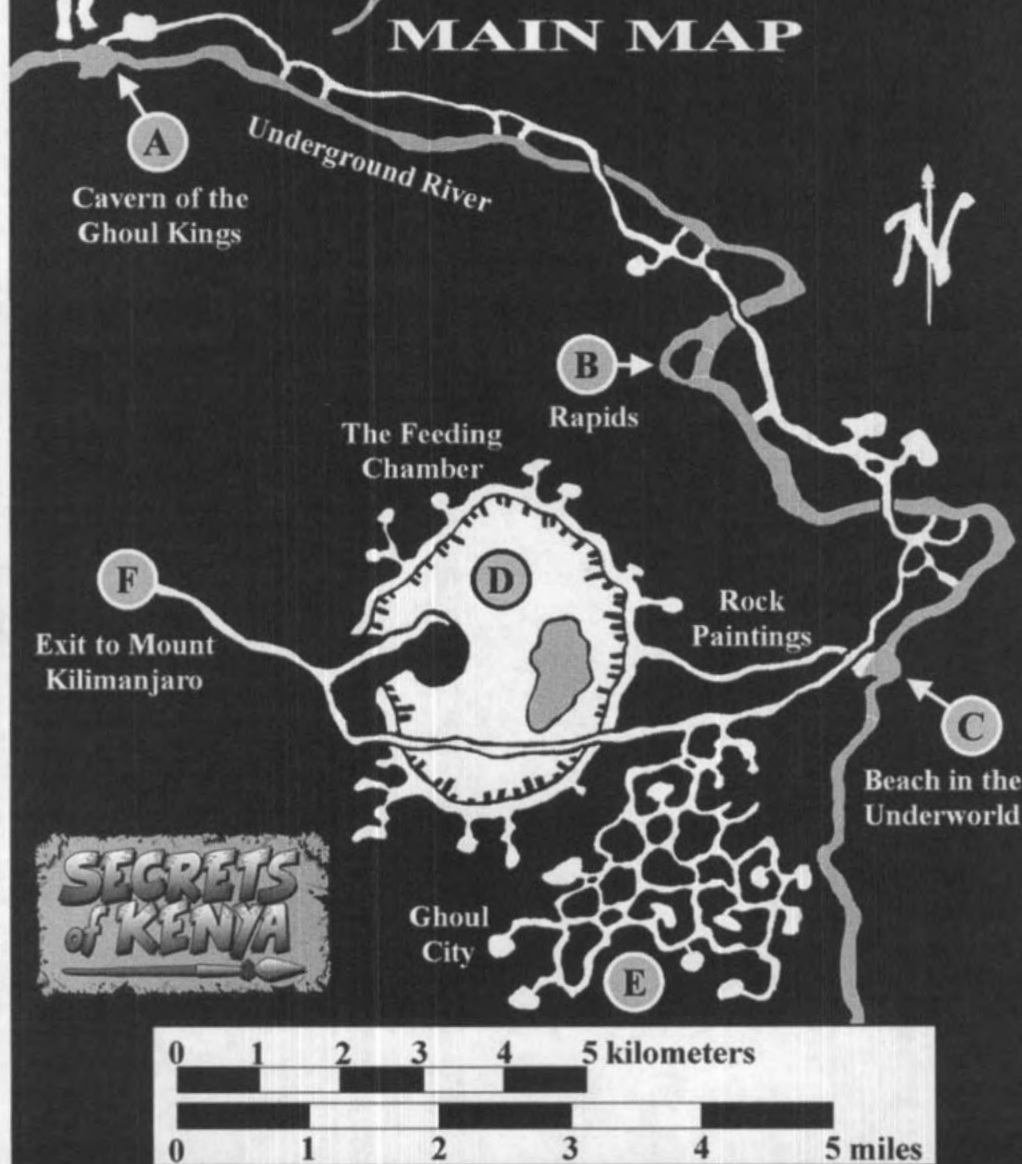 MAIN MAP
A
Cavern of the
Ghoul Kings
Underground River
N
B
Rapids
The Feeding
Chamber
D
F
Exit to Mount
Kilimanjaro
Rock
Paintings
C
Beach in the
Underworld
SECRETS
of KENYA
Ghoul
City
E
0 1 2 3 4 5 kilometers
0 1 2 3 4 5 miles